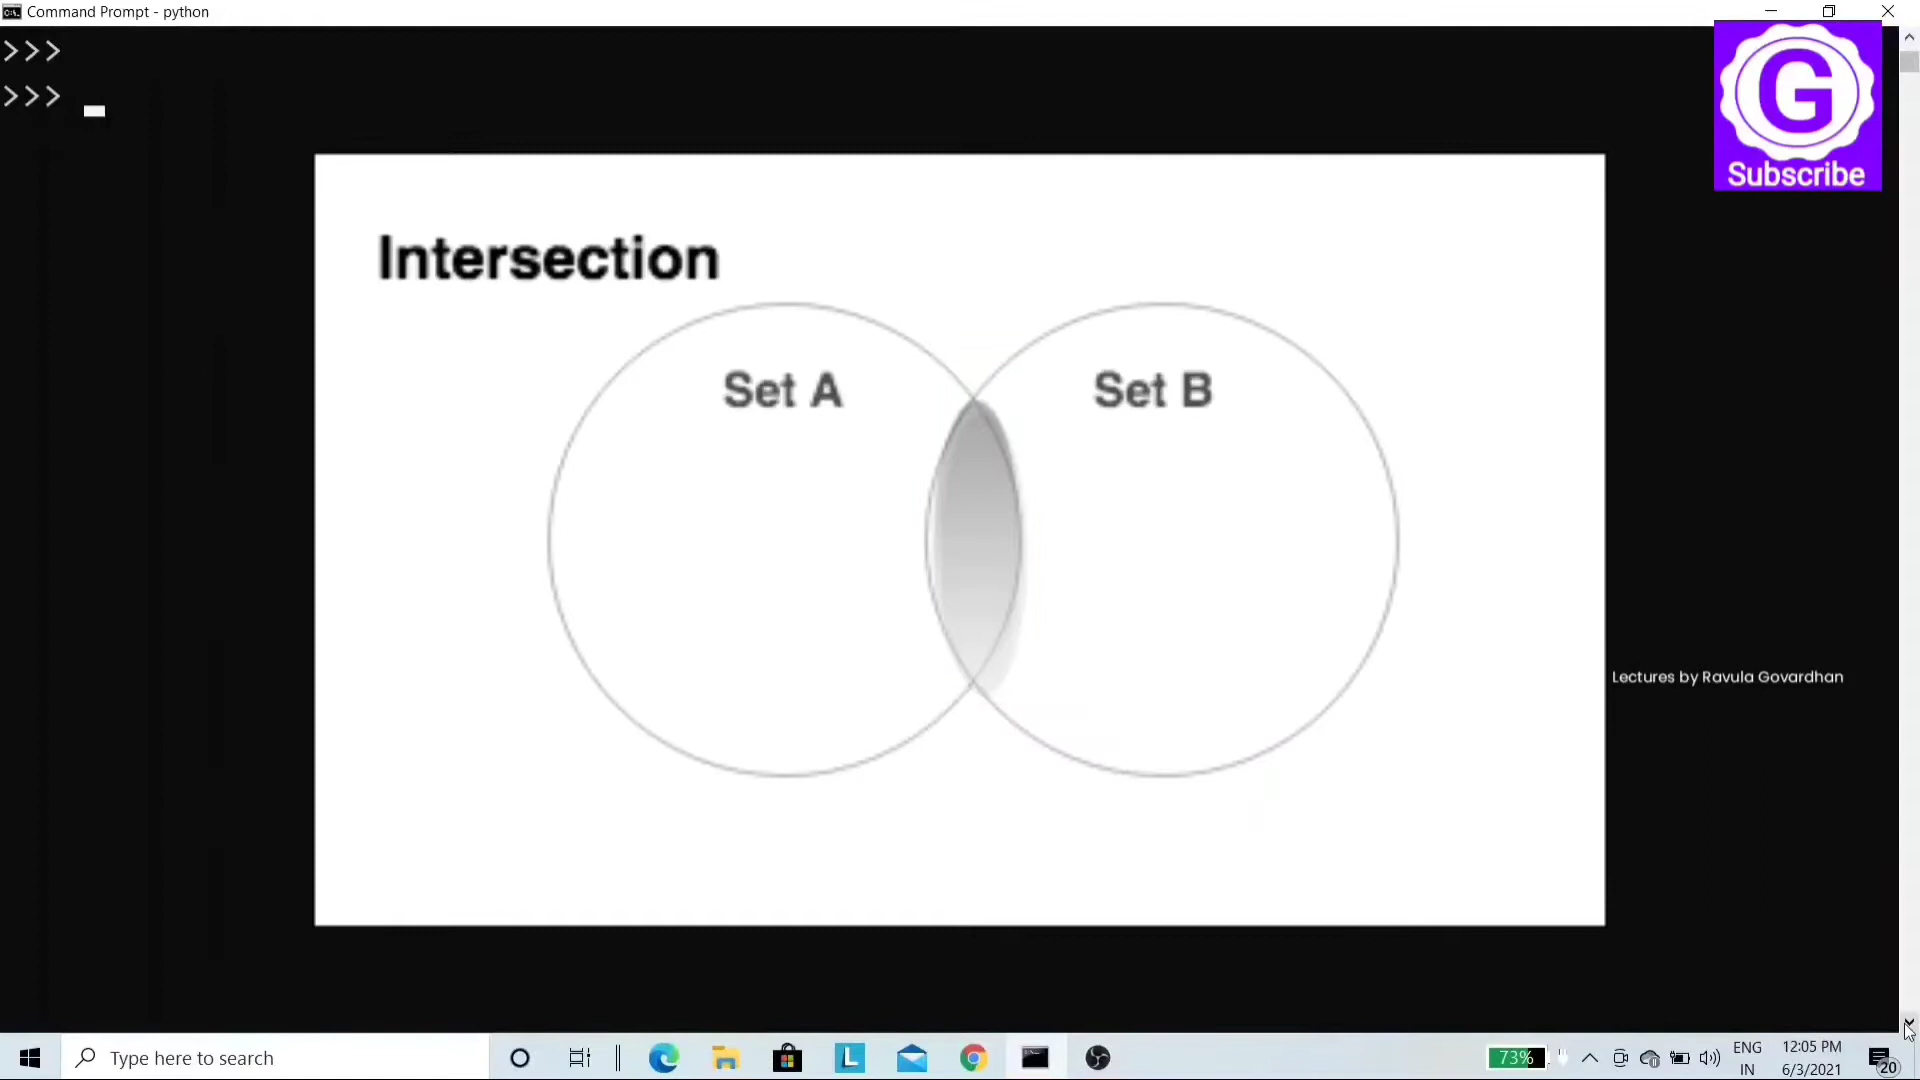 Command Prompt - python
>>>
>>>
G
Subscribe
Intersection
Set A
Set B
Lectures by Ravula Govardhan
Type here to search
L
73%
ENG
IN
12:05 PM
6/3/2021
20